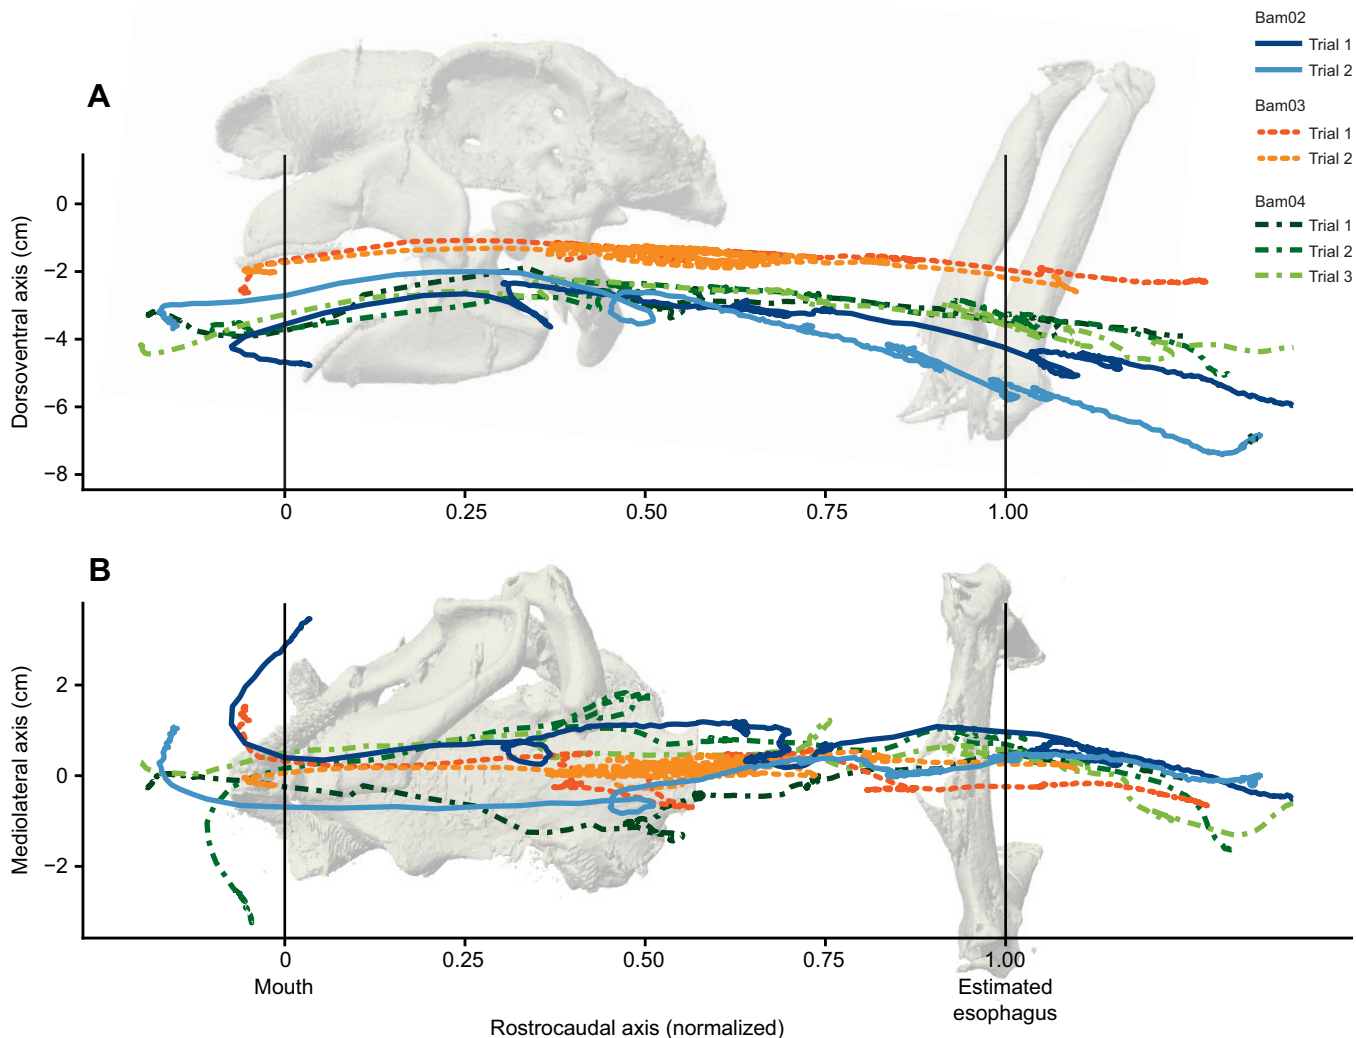 Bam02
Trial 1
Trial 2
Bam03
Trial 1
Trial 2
Bam04
Trial 1
Trial 2
Trial 3
A
Dorsoventral axis (cm)
0
−2
−4
−6
−8
0
0.25
0.50
0.75
1.00
B
Mediolateral axis (cm)
2
0
−2
0
0.25
0.50
0.75
1.00
Mouth
Estimated
esophagus
Rostrocaudal axis (normalized)